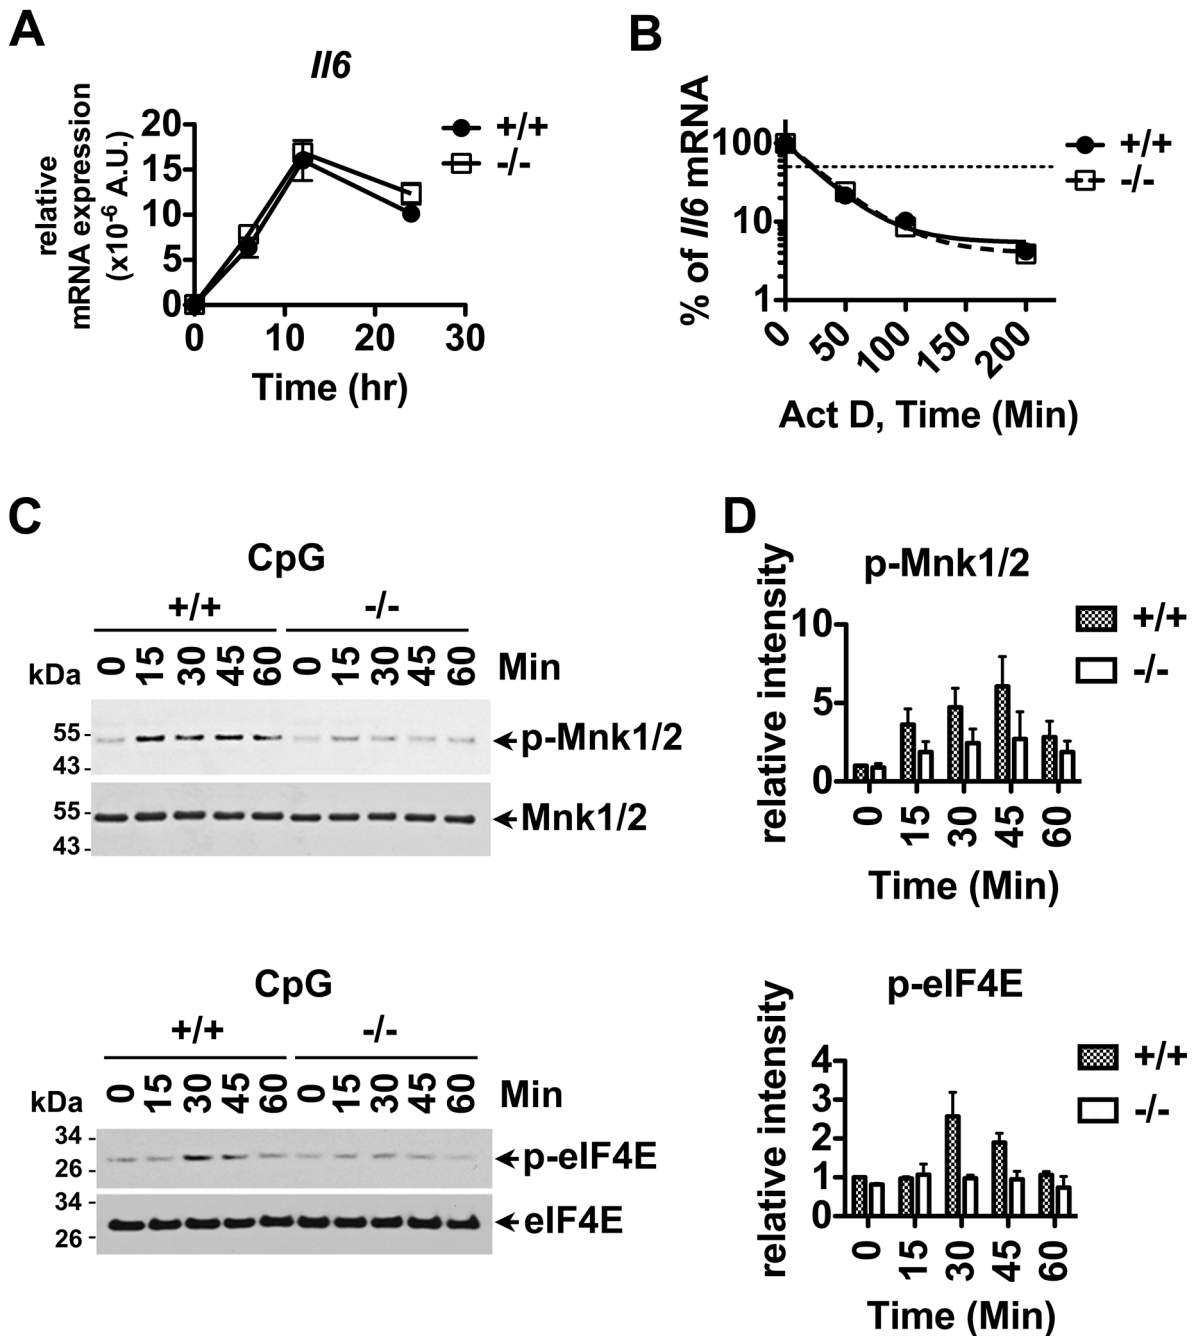 A
Il6
relative
mRNA expression
(x10-6 A.U.)
20
15
10
5
0
0 10 20 30
Time (hr)
+/+
-/-
B
% of Il6 mRNA
100
10
1
0 50 100 150 200
Act D, Time (Min)
+/+
-/-
C
CpG
+/+ -/-
kDa 0 15 30 45 60 0 15 30 45 60 Min
55
43
p-Mnk1/2
55
43
Mnk1/2
CpG
+/+ -/-
kDa 0 15 30 45 60 0 15 30 45 60 Min
34
26
p-eIF4E
34
26
eIF4E
D
p-Mnk1/2
relative intensity
10
5
0
0 15 30 45 60
Time (Min)
+/+
-/-
p-eIF4E
relative intensity
4
3
2
1
0
0 15 30 45 60
Time (Min)
+/+
-/-